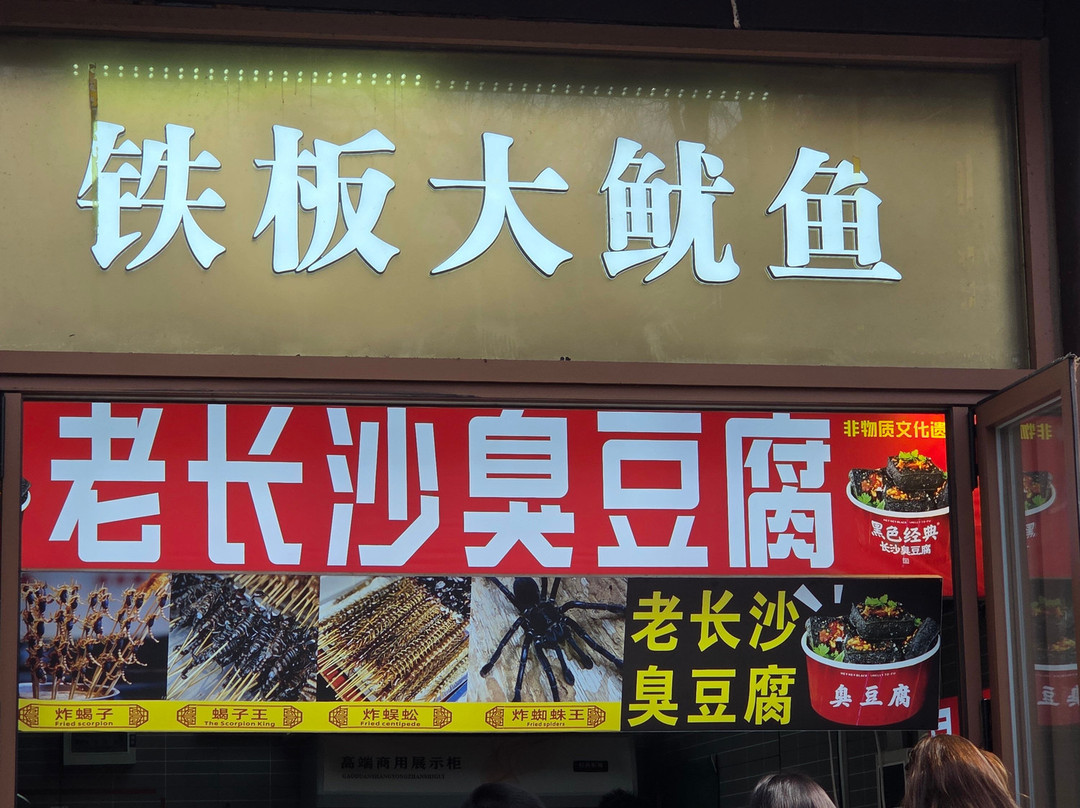 铁板大鱿鱼
老长沙臭豆腐
非物质文化遗
黑色经典
长沙臭豆腐
炸蝎子
Fried scorpion
蝎子王
The Scorpion King
炸蜈蚣
Fried centipede
炸蜘蛛王
Fried spiders
老长沙
臭豆腐
臭豆腐
高端商用展示柜